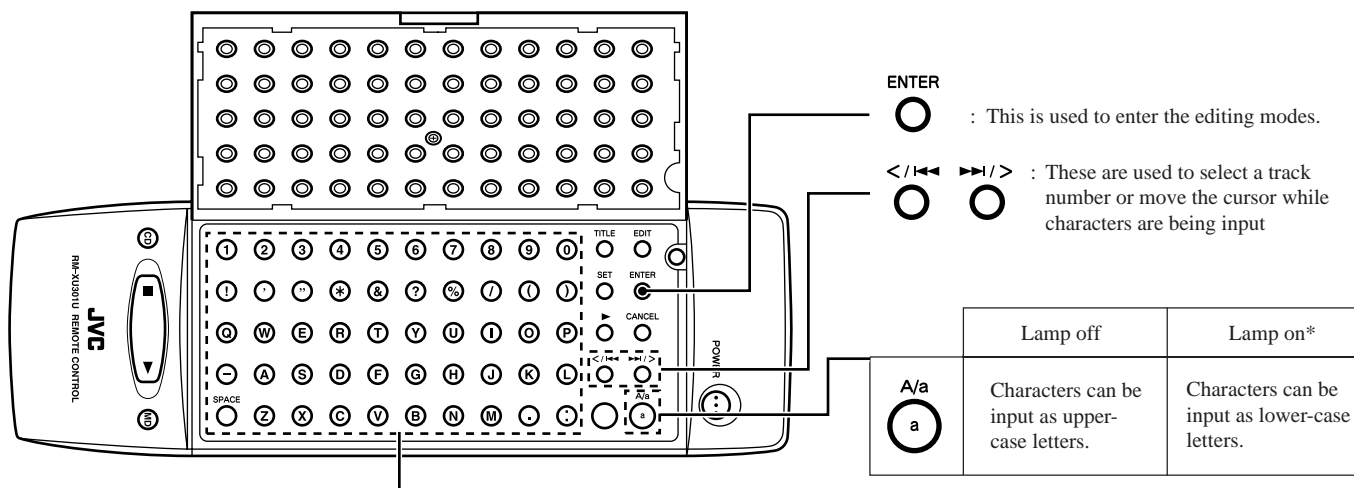 ENTER
: This is used to enter the editing modes.
</⏮ ⏭/> : These are used to select a track
number or move the cursor while
characters are being input
Lamp off Lamp on*
A/a
a
Characters can be
input as upper-
case letters.
Characters can be
input as lower-case
letters.
CD
MD
JVC
RM-XU301U REMOTE CONTROL
1 2 3 4 5 6 7 8 9 0 TITLE EDIT
! ' " * & ? % / ( ) SET ENTER
Q W E R T Y U I O P ► CANCEL
- A S D F G H J K L </⏮ ⏭/>
SPACE Z X C V B N M . : A/a
a
POWER